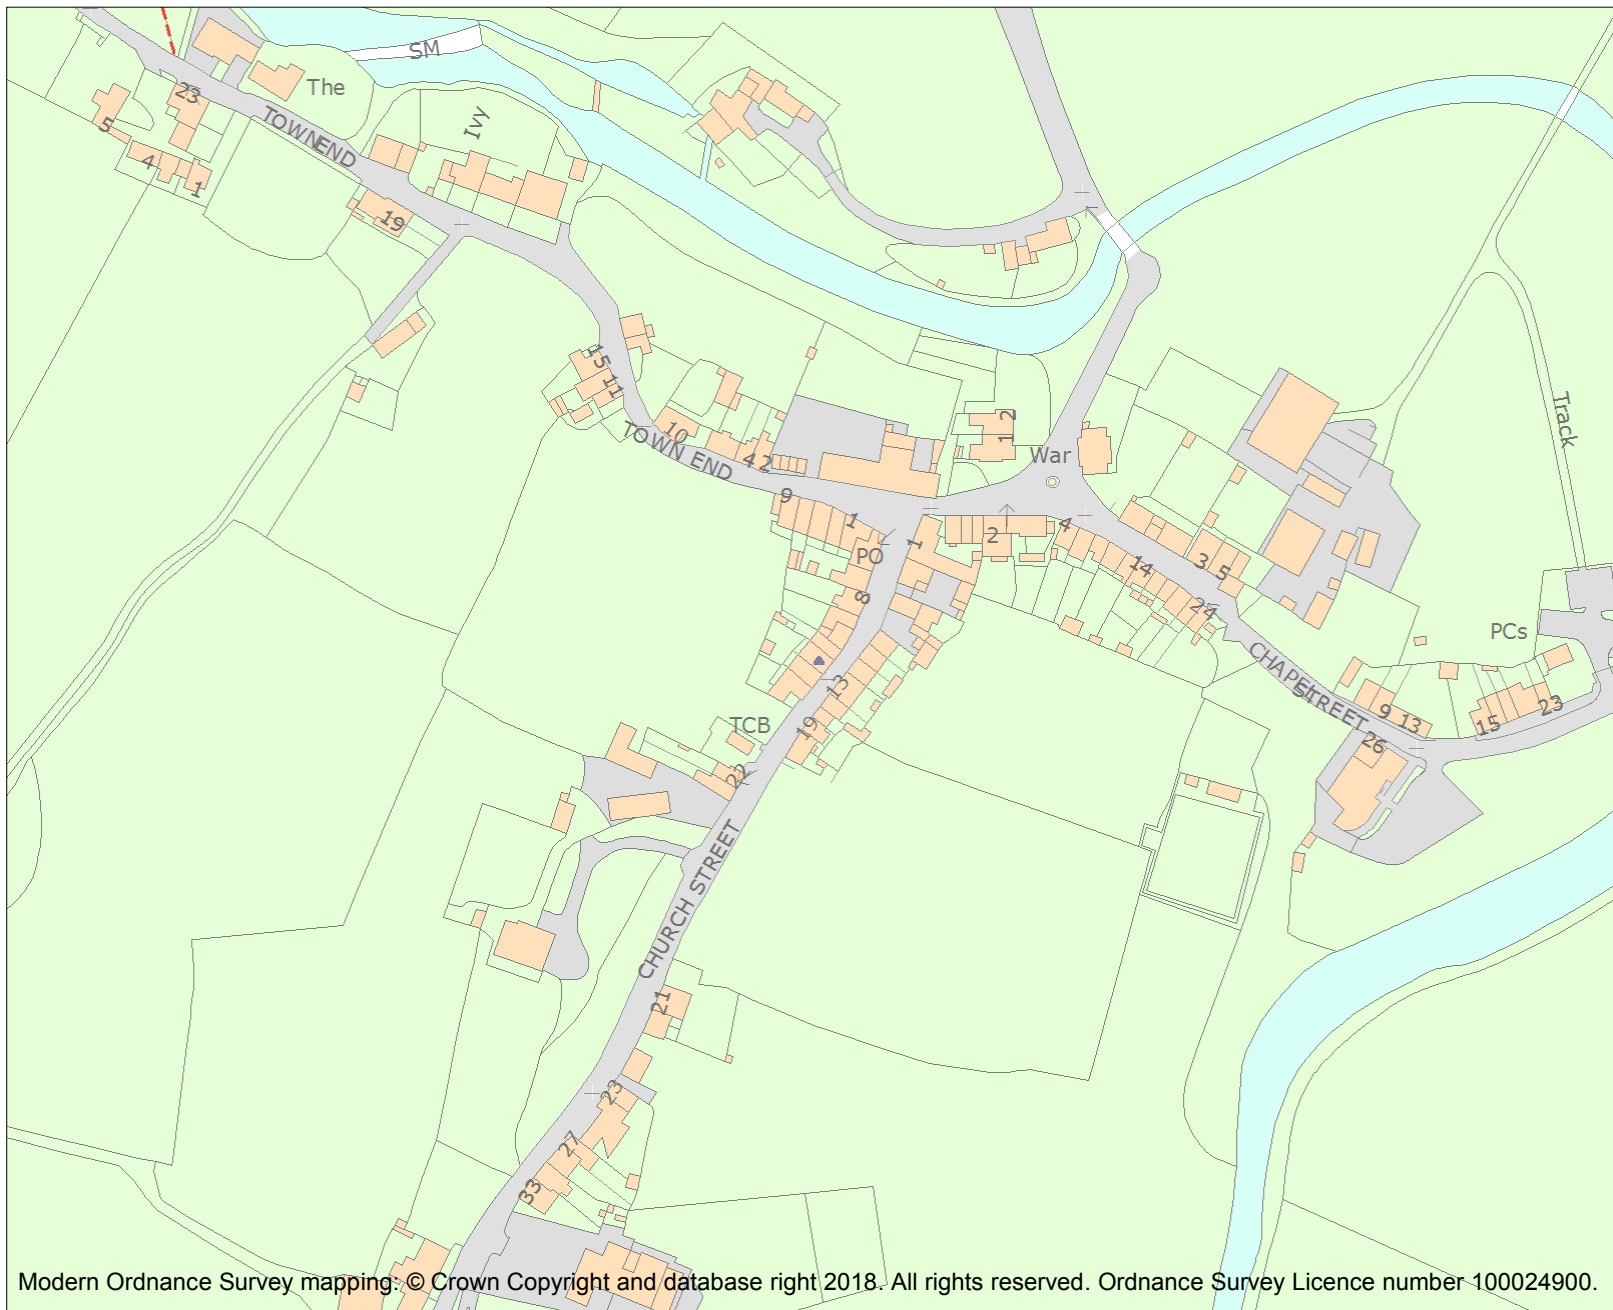 SM
The
23
TOWNEND
Ivy
5
4
1
19
15
11
10
TOWN END
4
2
9
1
PO
8
1
2
1
2
War
4
14
24
3
5
Track
PCs
CHAPEL
STREET
9
13
15
23
26
13
19
TCB
22
CHURCH STREET
21
23
27
33
Modern Ordnance Survey mapping: © Crown Copyright and database right 2018. All rights reserved. Ordnance Survey Licence number 100024900.